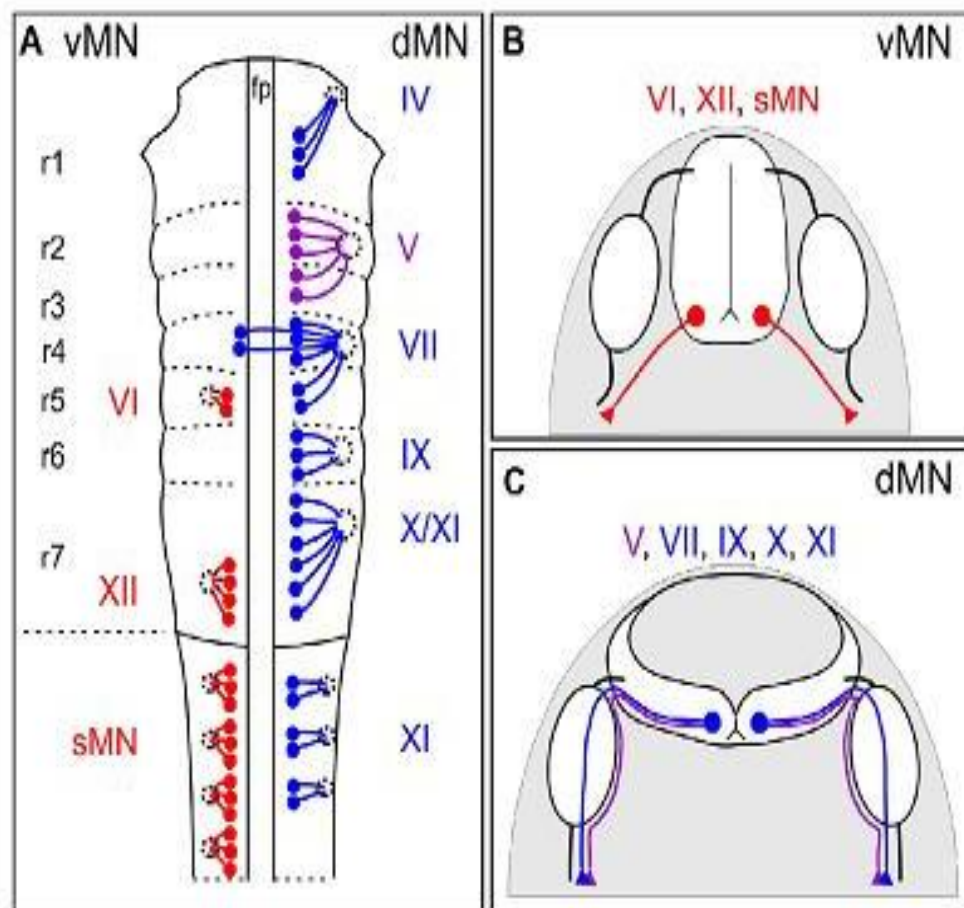 A vMN dMN
fp
IV
r1
r2
V
r3
r4
VII
VI
r5
r6
IX
X/XI
r7
XII
sMN
XI
B vMN
VI, XII, sMN
C dMN
V, VII, IX, X, XI